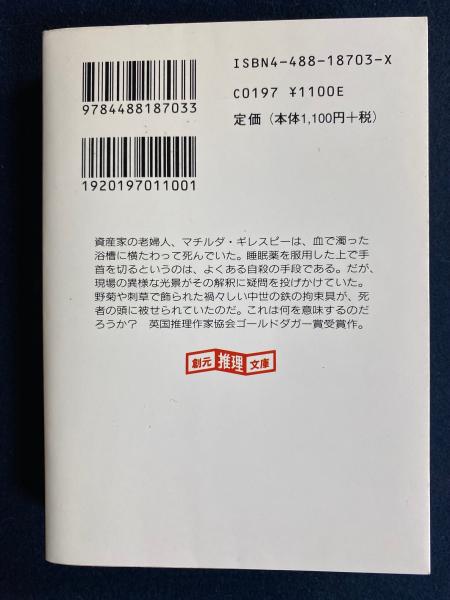 ISBN4-488-18703-X
C0197 ¥1100E
定価（本体1,100円＋税）
9784488187033
1920197011001
資産家の老婦人、マチルダ・ギレスピーは、血で濁った
浴槽に横たわって死んでいた。睡眠薬を服用した上で手
首を切るというのは、よくある自殺の手段である。だが、
現場の異様な光景がその解釈に疑問を投げかけていた。
野菊や刺草で飾られた禍々しい中世の鉄の拘束具が、死
者の頭に被せられていたのだ。これは何を意味するのだ
ろうか？ 英国推理作家協会ゴールドダガー賞受賞作。
創元推理文庫